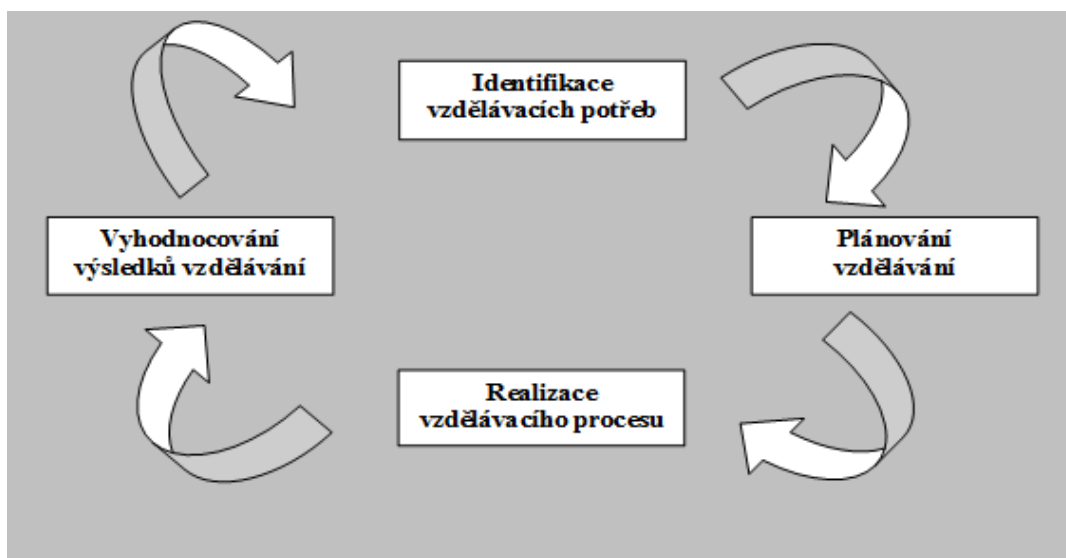 Identifikace
vzdělávacích potřeb
Vyhodnocování
výsledků vzdělávání
Plánování
vzdělávání
Realizace
vzdělávacího procesu